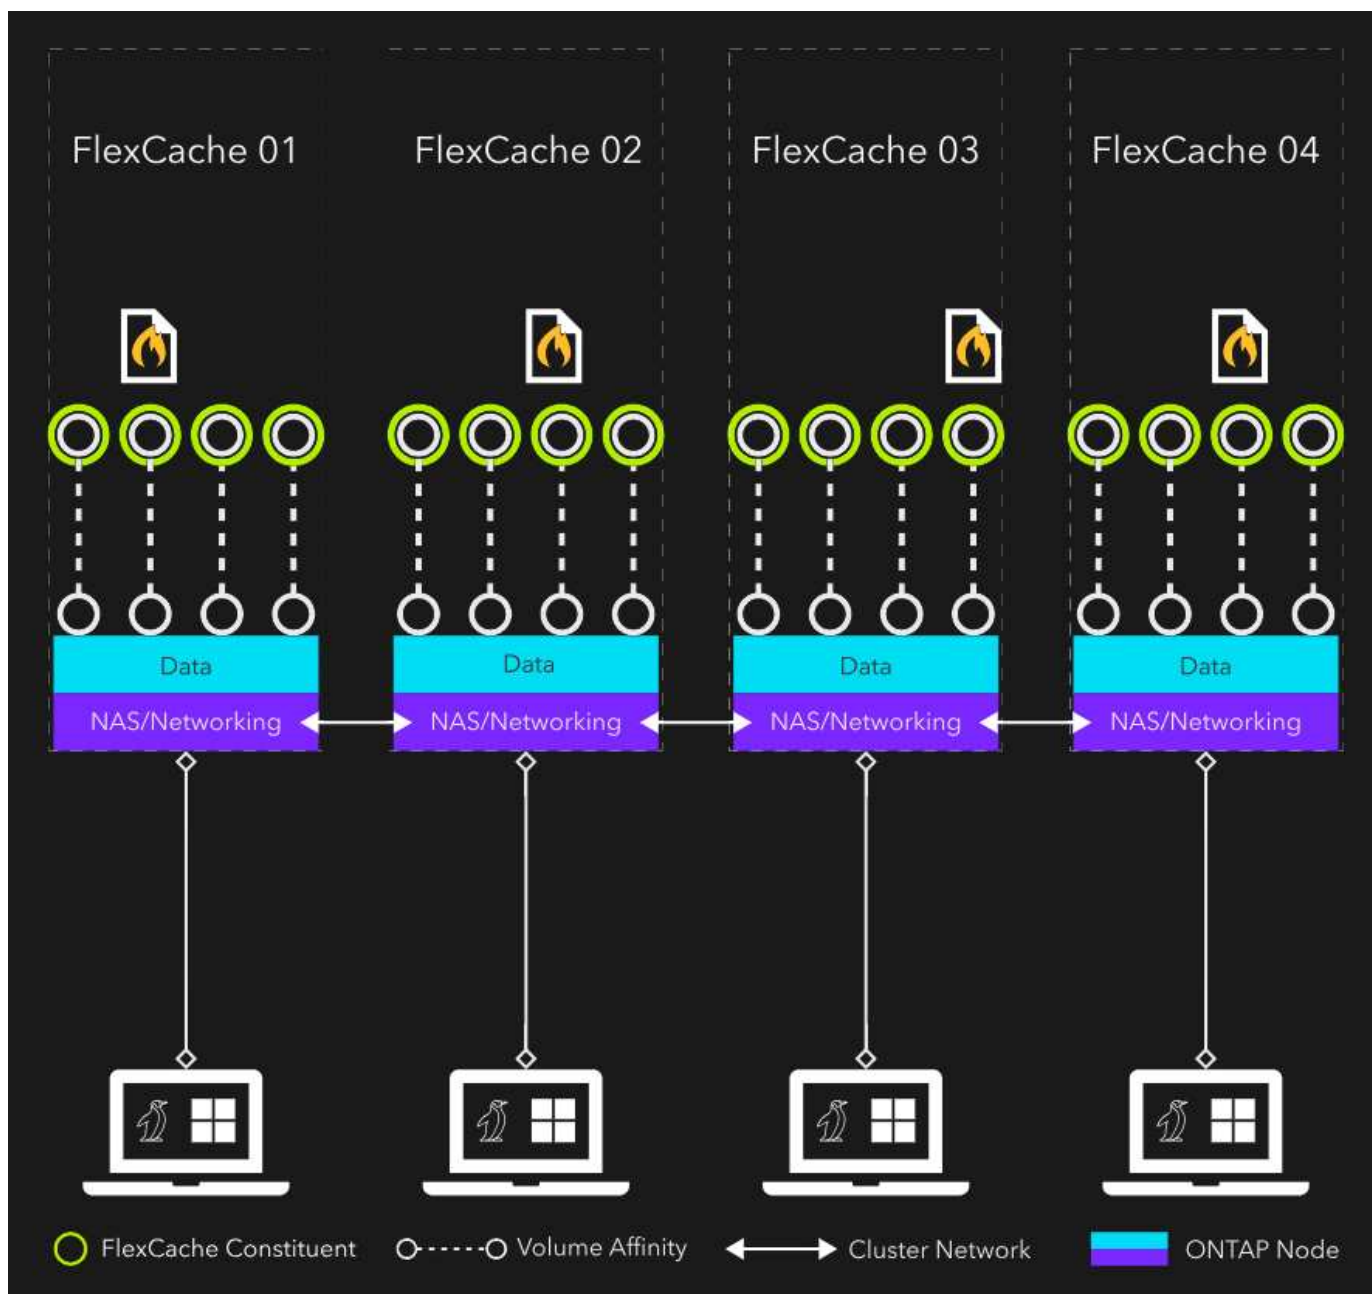 FlexCache 01 FlexCache 02 FlexCache 03 FlexCache 04
Data Data Data Data
NAS/Networking NAS/Networking NAS/Networking NAS/Networking
FlexCache Constituent Volume Affinity Cluster Network ONTAP Node